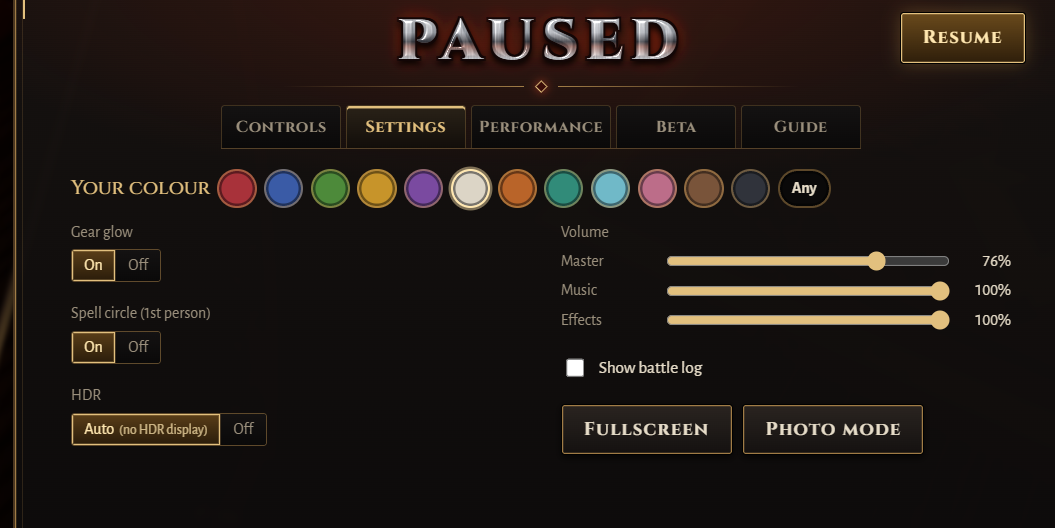 PAUSED
RESUME
CONTROLS
SETTINGS
PERFORMANCE
BETA
GUIDE
YOUR COLOUR
Any
Gear glow
On Off
Spell circle (1st person)
On Off
HDR
Auto (no HDR display) Off
Volume
Master 76%
Music 100%
Effects 100%
Show battle log
FULLSCREEN
PHOTO MODE